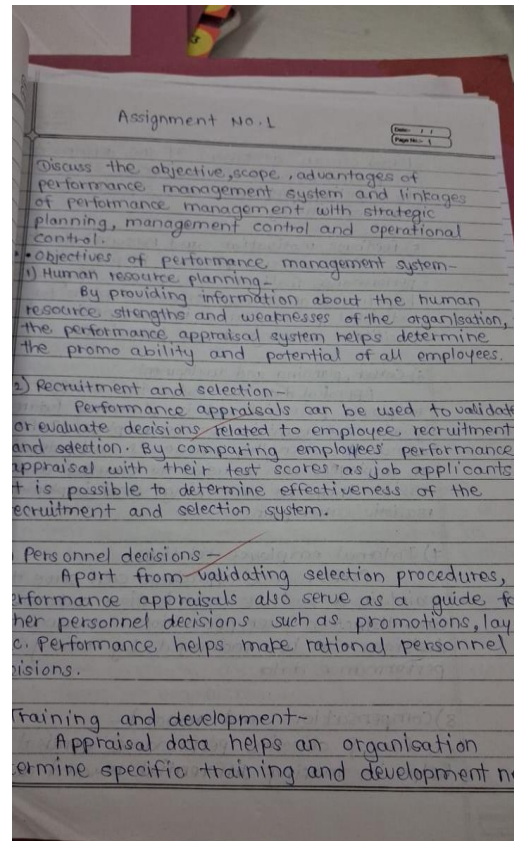 Assignment No.1
Date: / /
Page No: 1
Discuss the objective, scope, advantages of
performance management system and linkages
of performance management with strategic
planning, management control and operational
control.
• Objectives of performance management system-
1) Human resource planning-
By providing information about the human
resource strengths and weaknesses of the organisation,
the performance appraisal system helps determine
the promo ability and potential of all employees.
2) Recruitment and selection-
Performance appraisals can be used to validat
or evaluate decisions related to employee, recruitment
and selection. By comparing employees' performance
appraisal with their test scores as job applicants
t is possible to determine effectiveness of the
ecruitment and selection system.
) Personnel decisions-
Apart from validating selection procedures,
erformance appraisals also serve as a guide fo
her personnel decisions such as promotions, lay
c. Performance helps make rational personnel
isions.
Training and development-
Appraisal data helps an organisation
ermine specific training and development n